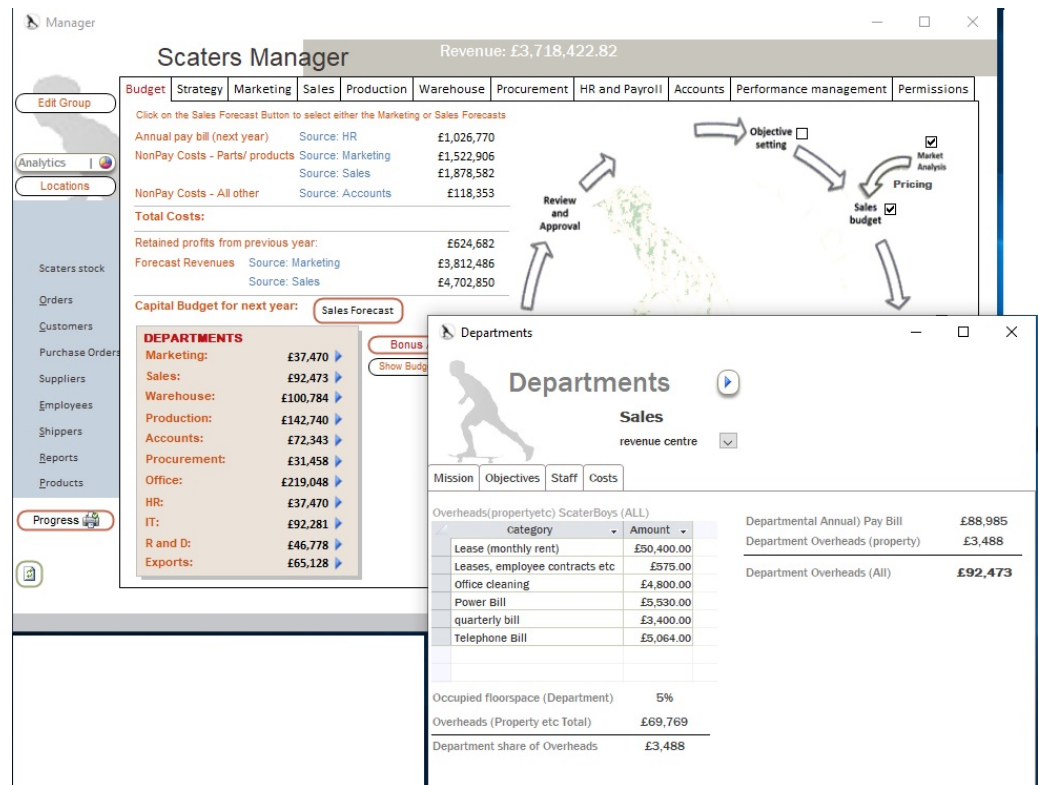 Manager
Scaters Manager
Revenue: £3,718,422.82
Budget Strategy Marketing Sales Production Warehouse Procurement HR and Payroll Accounts Performance management Permissions
Edit Group
Analytics
Locations
Scaters stock
Orders
Customers
Purchase Orders
Suppliers
Employees
Shippers
Reports
Products
Progress
Click on the Sales Forecast Button to select either the Marketing or Sales Forecasts
Annual pay bill (next year) Source: HR £1,026,770
NonPay Costs - Parts/ products Source: Marketing £1,522,906
Source: Sales £1,878,582
NonPay Costs - All other Source: Accounts £118,353
Total Costs:
Retained profits from previous year: £624,682
Forecast Revenues Source: Marketing £3,812,486
Source: Sales £4,702,850
Capital Budget for next year: Sales Forecast
DEPARTMENTS
Marketing: £37,470
Sales: £92,473
Warehouse: £100,784
Production: £142,740
Accounts: £72,343
Procurement: £31,458
Office: £219,048
HR: £37,470
IT: £92,281
R and D: £46,778
Exports: £65,128
Bonus
Show Budg
Objective
setting
Market
Analysis
Pricing
Sales
budget
Review
and
Approval
Departments
Departments
Sales
revenue centre
Mission Objectives Staff Costs
Overheads(propertyetc) ScaterBoys (ALL)
Category Amount
Lease (monthly rent) £50,400.00
Leases, employee contracts etc £575.00
Office cleaning £4,800.00
Power Bill £5,530.00
quarterly bill £3,400.00
Telephone Bill £5,064.00
Occupied floorspace (Department) 5%
Overheads (Property etc Total) £69,769
Department share of Overheads £3,488
Departmental Annual) Pay Bill £88,985
Department Overheads (property) £3,488
Department Overheads (All) £92,473